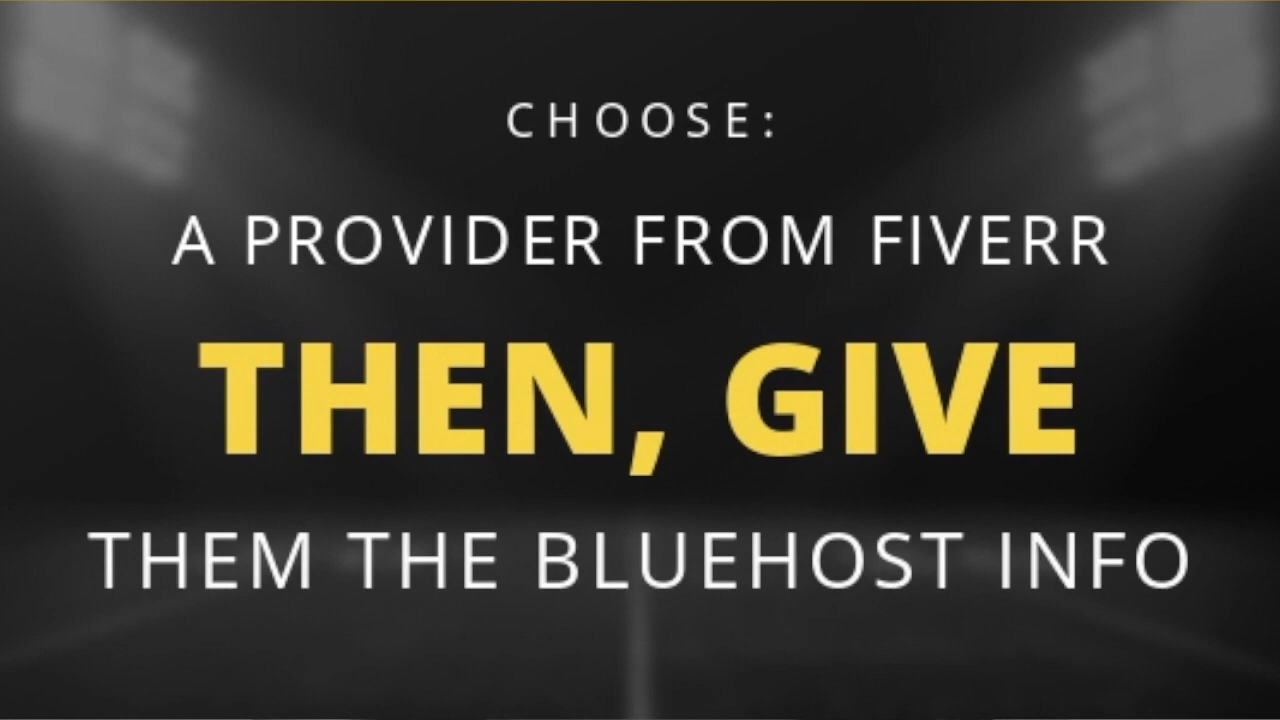 CHOOSE:
A PROVIDER FROM FIVERR
THEN, GIVE
THEM THE BLUEHOST INFO